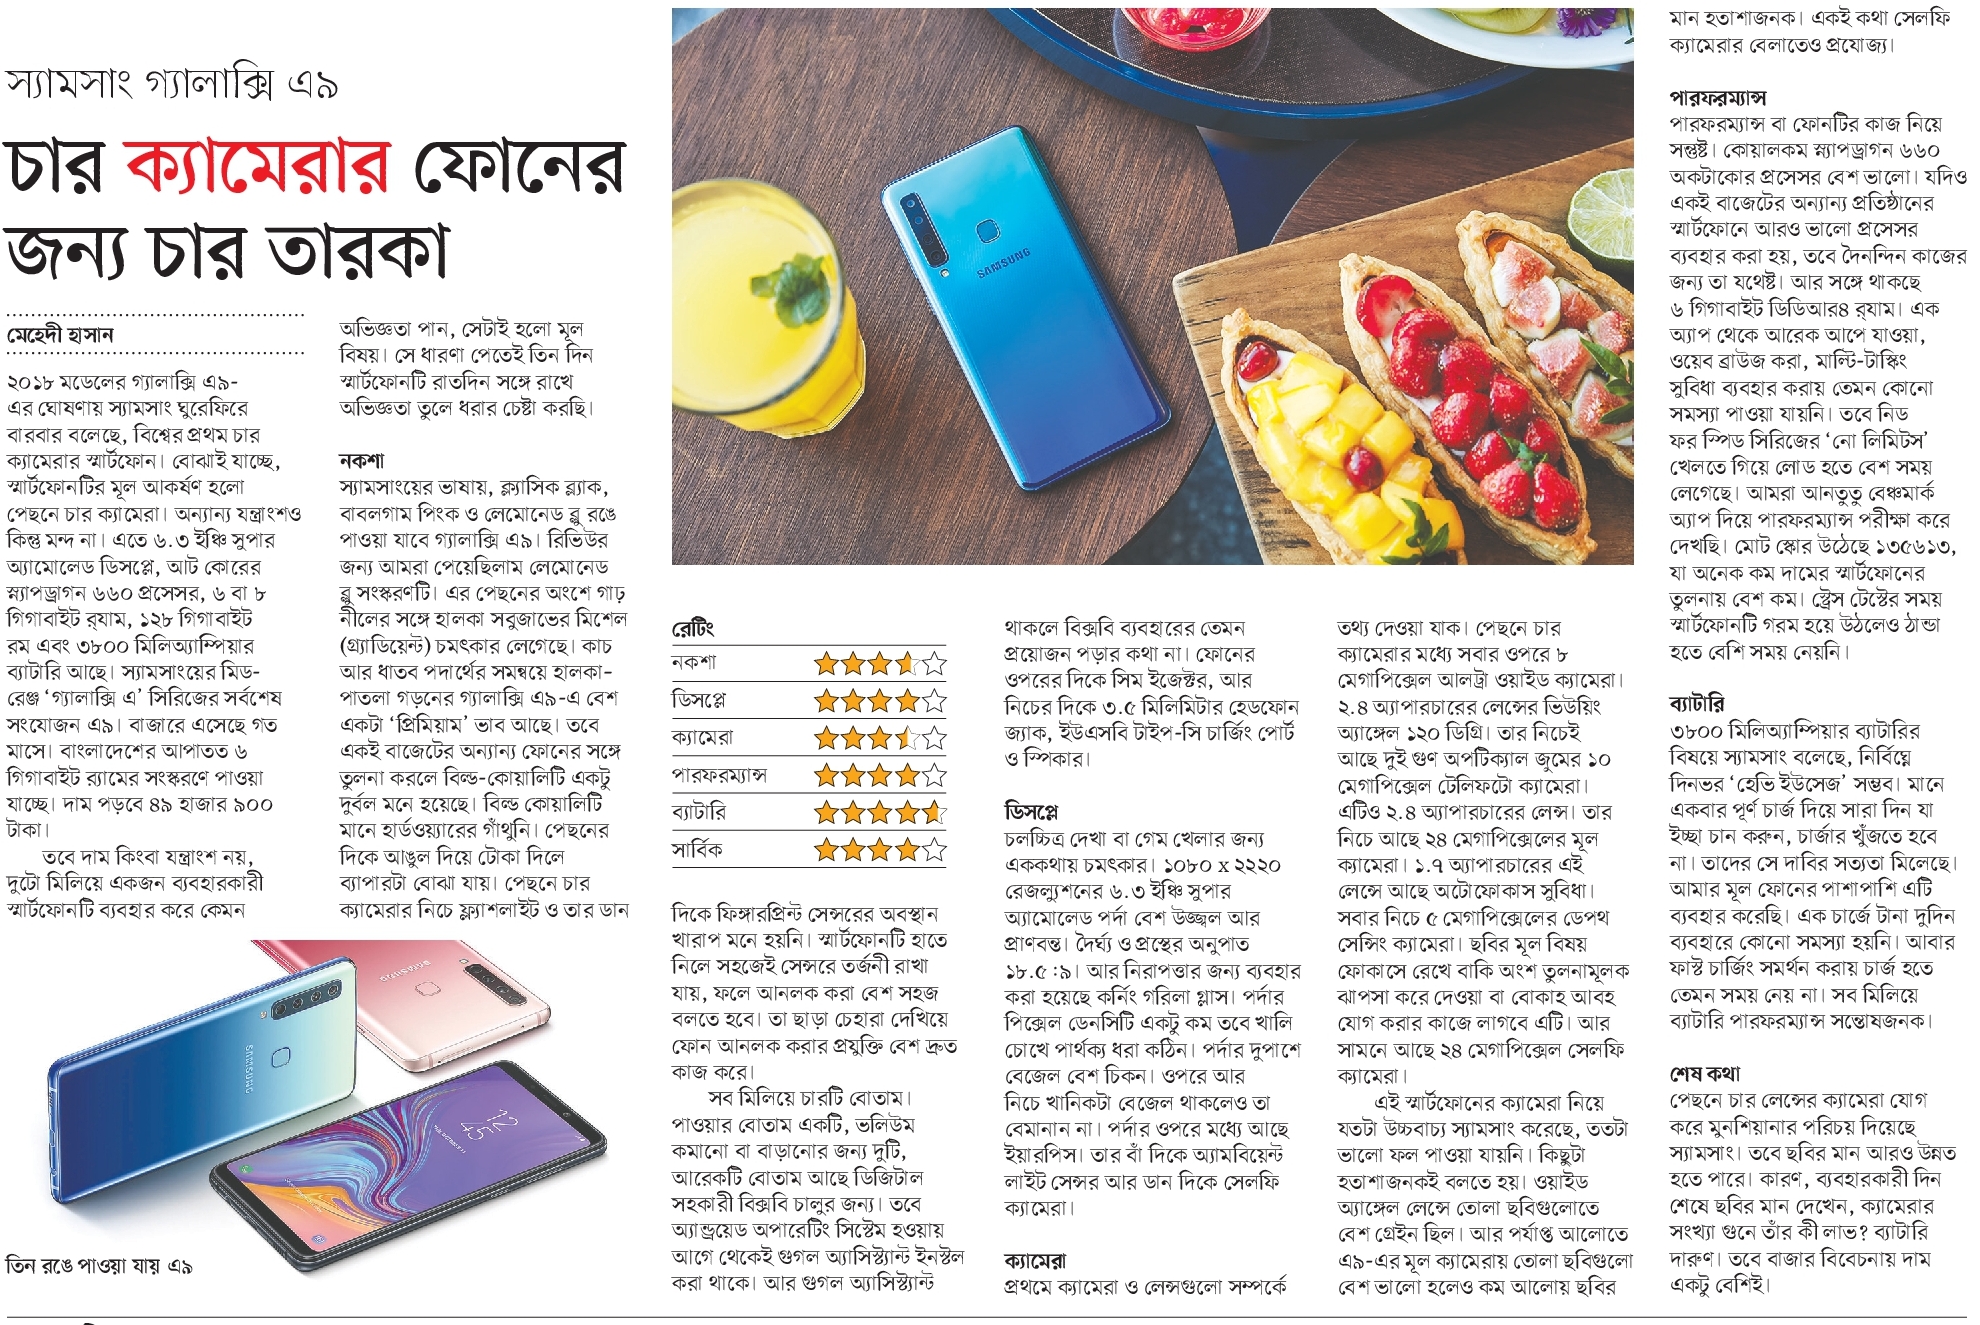 স্যামসাং গ্যালাক্সি এ৯
চার ক্যামেরার ফোনের
জন্য চার তারকা
মেহেদী হাসান
২০১৮ মডেলের গ্যালাক্সি এ৯-
এর ঘোষণায় স্যামসাং ঘুরেফিরে
বারবার বলেছে, বিশ্বের প্রথম চার
ক্যামেরার স্মার্টফোন। বোঝাই যাচ্ছে,
স্মার্টফোনটির মূল আকর্ষণ হলো
পেছনে চার ক্যামেরা। অন্যান্য যন্ত্রাংশও
কিন্তু মন্দ না। এতে ৬.৩ ইঞ্চি সুপার
অ্যামোলেড ডিসপ্লে, আট কোরের
স্ন্যাপড্রাগন ৬৬০ প্রসেসর, ৬ বা ৮
গিগাবাইট র‍্যাম, ১২৮ গিগাবাইট
রম এবং ৩৮০০ মিলিঅ্যাম্পিয়ার
ব্যাটারি আছে। স্যামসাংয়ের মিড-
রেঞ্জ ‘গ্যালাক্সি এ’ সিরিজের সর্বশেষ
সংযোজন এ৯। বাজারে এসেছে গত
মাসে। বাংলাদেশের আপাতত ৬
গিগাবাইট র‍্যামের সংস্করণে পাওয়া
যাচ্ছে। দাম পড়বে ৪৯ হাজার ৯০০
টাকা।
তবে দাম কিংবা যন্ত্রাংশ নয়,
দুটো মিলিয়ে একজন ব্যবহারকারী
স্মার্টফোনটি ব্যবহার করে কেমন
অভিজ্ঞতা পান, সেটাই হলো মূল
বিষয়। সে ধারণা পেতেই তিন দিন
স্মার্টফোনটি রাতদিন সঙ্গে রাখে
অভিজ্ঞতা তুলে ধরার চেষ্টা করছি।
নকশা
স্যামসাংয়ের ভাষায়, ক্ল্যাসিক ব্ল্যাক,
বাবলগাম পিংক ও লেমোনেড ব্লু রঙে
পাওয়া যাবে গ্যালাক্সি এ৯। রিভিউর
জন্য আমরা পেয়েছিলাম লেমোনেড
ব্লু সংস্করণটি। এর পেছনের অংশে গাঢ়
নীলের সঙ্গে হালকা সবুজাভের মিশেল
(গ্র্যাডিয়েন্ট) চমৎকার লেগেছে। কাচ
আর ধাতব পদার্থের সমন্বয়ে হালকা-
পাতলা গড়নের গ্যালাক্সি এ৯-এ বেশ
একটা ‘প্রিমিয়াম’ ভাব আছে। তবে
একই বাজেটের অন্যান্য ফোনের সঙ্গে
তুলনা করলে বিল্ড-কোয়ালিটি একটু
দুর্বল মনে হয়েছে। বিল্ড কোয়ালিটি
মানে হার্ডওয়্যারের গাঁথুনি। পেছনের
দিকে আঙুল দিয়ে টোকা দিলে
ব্যাপারটা বোঝা যায়। পেছনে চার
ক্যামেরার নিচে ফ্ল্যাশলাইট ও তার ডান
SAMSUNG
SAMSUNG
SAMSUNG
12
45
তিন রঙে পাওয়া যায় এ৯
রেটিং
নকশা
ডিসপ্লে
ক্যামেরা
পারফরম্যান্স
ব্যাটারি
সার্বিক
দিকে ফিঙ্গারপ্রিন্ট সেন্সরের অবস্থান
খারাপ মনে হয়নি। স্মার্টফোনটি হাতে
নিলে সহজেই সেন্সরে তর্জনী রাখা
যায়, ফলে আনলক করা বেশ সহজ
বলতে হবে। তা ছাড়া চেহারা দেখিয়ে
ফোন আনলক করার প্রযুক্তি বেশ দ্রুত
কাজ করে।
সব মিলিয়ে চারটি বোতাম।
পাওয়ার বোতাম একটি, ভলিউম
কমানো বা বাড়ানোর জন্য দুটি,
আরেকটি বোতাম আছে ডিজিটাল
সহকারী বিক্সবি চালুর জন্য। তবে
অ্যান্ড্রয়েড অপারেটিং সিস্টেম হওয়ায়
আগে থেকেই গুগল অ্যাসিস্ট্যান্ট ইনস্টল
করা থাকে। আর গুগল অ্যাসিস্ট্যান্ট
থাকলে বিক্সবি ব্যবহারের তেমন
প্রয়োজন পড়ার কথা না। ফোনের
ওপরের দিকে সিম ইজেক্টর, আর
নিচের দিকে ৩.৫ মিলিমিটার হেডফোন
জ্যাক, ইউএসবি টাইপ-সি চার্জিং পোর্ট
ও স্পিকার।
ডিসপ্লে
চলচ্চিত্র দেখা বা গেম খেলার জন্য
এককথায় চমৎকার। ১০৮০ x ২২২০
রেজল্যুশনের ৬.৩ ইঞ্চি সুপার
অ্যামোলেড পর্দা বেশ উজ্জ্বল আর
প্রাণবন্ত। দৈর্ঘ্য ও প্রস্থের অনুপাত
১৮.৫ :৯। আর নিরাপত্তার জন্য ব্যবহার
করা হয়েছে কর্নিং গরিলা গ্লাস। পর্দার
পিক্সেল ডেনসিটি একটু কম তবে খালি
চোখে পার্থক্য ধরা কঠিন। পর্দার দুপাশে
বেজেল বেশ চিকন। ওপরে আর
নিচে খানিকটা বেজেল থাকলেও তা
বেমানান না। পর্দার ওপরে মধ্যে আছে
ইয়ারপিস। তার বাঁ দিকে অ্যামবিয়েন্ট
লাইট সেন্সর আর ডান দিকে সেলফি
ক্যামেরা।
ক্যামেরা
প্রথমে ক্যামেরা ও লেন্সগুলো সম্পর্কে
তথ্য দেওয়া যাক। পেছনে চার
ক্যামেরার মধ্যে সবার ওপরে ৮
মেগাপিক্সেল আলট্রা ওয়াইড ক্যামেরা।
২.৪ অ্যাপারচারের লেন্সের ভিউয়িং
অ্যাঙ্গেল ১২০ ডিগ্রি। তার নিচেই
আছে দুই গুণ অপটিক্যাল জুমের ১০
মেগাপিক্সেল টেলিফটো ক্যামেরা।
এটিও ২.৪ অ্যাপারচারের লেন্স। তার
নিচে আছে ২৪ মেগাপিক্সেলের মূল
ক্যামেরা। ১.৭ অ্যাপারচারের এই
লেন্সে আছে অটোফোকাস সুবিধা।
সবার নিচে ৫ মেগাপিক্সেলের ডেপথ
সেন্সিং ক্যামেরা। ছবির মূল বিষয়
ফোকাসে রেখে বাকি অংশ তুলনামূলক
ঝাপসা করে দেওয়া বা বোকাহ আবহ
যোগ করার কাজে লাগবে এটি। আর
সামনে আছে ২৪ মেগাপিক্সেল সেলফি
ক্যামেরা।
এই স্মার্টফোনের ক্যামেরা নিয়ে
যতটা উচ্চবাচ্য স্যামসাং করেছে, ততটা
ভালো ফল পাওয়া যায়নি। কিছুটা
হতাশাজনকই বলতে হয়। ওয়াইড
অ্যাঙ্গেল লেন্সে তোলা ছবিগুলোতে
বেশ গ্রেইন ছিল। আর পর্যাপ্ত আলোতে
এ৯-এর মূল ক্যামেরায় তোলা ছবিগুলো
বেশ ভালো হলেও কম আলোয় ছবির
মান হতাশাজনক। একই কথা সেলফি
ক্যামেরার বেলাতেও প্রযোজ্য।
পারফরম্যান্স
পারফরম্যান্স বা ফোনটির কাজ নিয়ে
সন্তুষ্ট। কোয়ালকম স্ন্যাপড্রাগন ৬৬০
অকটাকোর প্রসেসর বেশ ভালো। যদিও
একই বাজেটের অন্যান্য প্রতিষ্ঠানের
স্মার্টফোনে আরও ভালো প্রসেসর
ব্যবহার করা হয়, তবে দৈনন্দিন কাজের
জন্য তা যথেষ্ট। আর সঙ্গে থাকছে
৬ গিগাবাইট ডিডিআর৪ র‍্যাম। এক
অ্যাপ থেকে আরেক আপে যাওয়া,
ওয়েব ব্রাউজ করা, মাল্টি-টাস্কিং
সুবিধা ব্যবহার করায় তেমন কোনো
সমস্যা পাওয়া যায়নি। তবে নিড
ফর স্পিড সিরিজের ‘নো লিমিটস’
খেলতে গিয়ে লোড হতে বেশ সময়
লেগেছে। আমরা আনতুতু বেঞ্চমার্ক
অ্যাপ দিয়ে পারফরম্যান্স পরীক্ষা করে
দেখছি। মোট স্কোর উঠেছে ১৩৫৬১৩,
যা অনেক কম দামের স্মার্টফোনের
তুলনায় বেশ কম। স্ট্রেস টেস্টের সময়
স্মার্টফোনটি গরম হয়ে উঠলেও ঠান্ডা
হতে বেশি সময় নেয়নি।
ব্যাটারি
৩৮০০ মিলিঅ্যাম্পিয়ার ব্যাটারির
বিষয়ে স্যামসাং বলেছে, নির্বিঘ্নে
দিনভর ‘হেভি ইউসেজ’ সম্ভব। মানে
একবার পূর্ণ চার্জ দিয়ে সারা দিন যা
ইচ্ছা চান করুন, চার্জার খুঁজতে হবে
না। তাদের সে দাবির সত্যতা মিলেছে।
আমার মূল ফোনের পাশাপাশি এটি
ব্যবহার করেছি। এক চার্জে টানা দুদিন
ব্যবহারে কোনো সমস্যা হয়নি। আবার
ফাস্ট চার্জিং সমর্থন করায় চার্জ হতে
তেমন সময় নেয় না। সব মিলিয়ে
ব্যাটারি পারফরম্যান্স সন্তোষজনক।
শেষ কথা
পেছনে চার লেন্সের ক্যামেরা যোগ
করে মুনশিয়ানার পরিচয় দিয়েছে
স্যামসাং। তবে ছবির মান আরও উন্নত
হতে পারে। কারণ, ব্যবহারকারী দিন
শেষে ছবির মান দেখেন, ক্যামেরার
সংখ্যা গুনে তাঁর কী লাভ? ব্যাটারি
দারুণ। তবে বাজার বিবেচনায় দাম
একটু বেশিই।